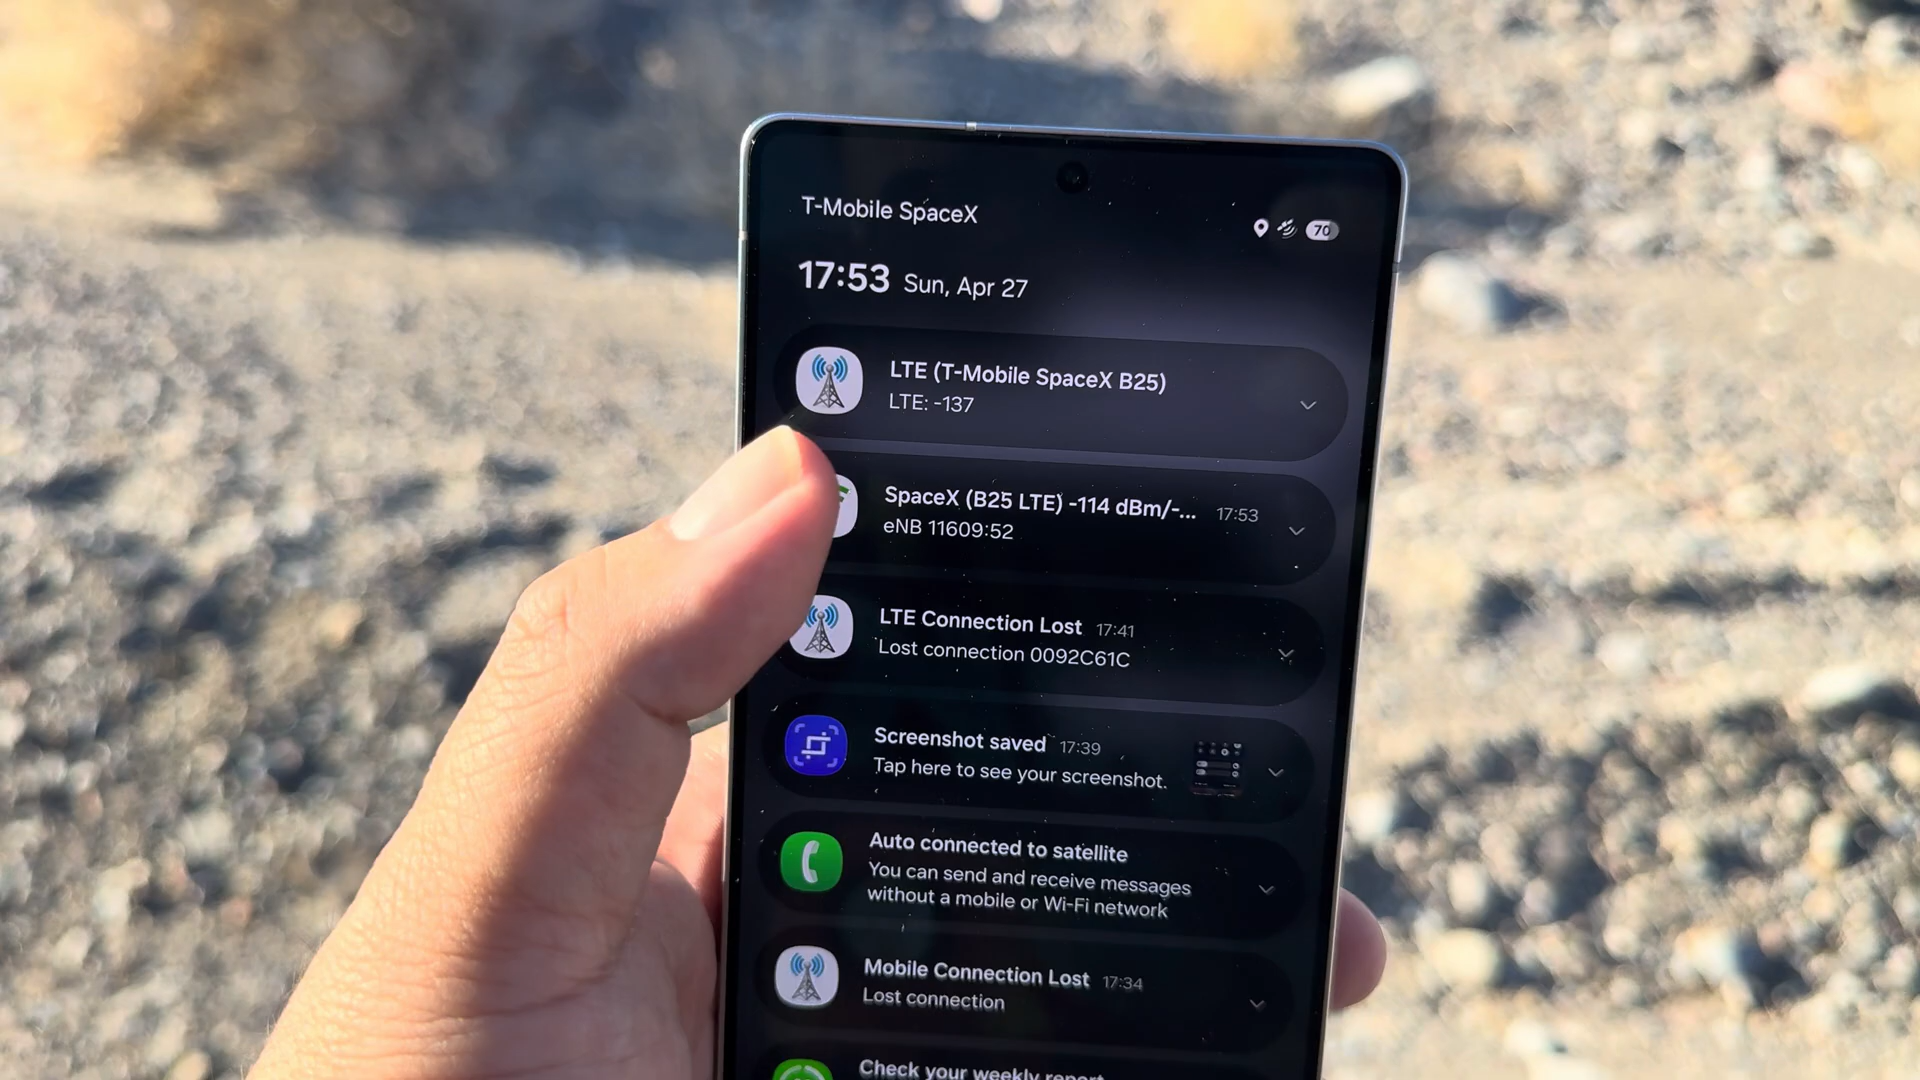 T-Mobile SpaceX
70
17:53 Sun, Apr 27
LTE (T-Mobile SpaceX B25)
LTE: -137
SpaceX (B25 LTE) -114 dBm/-... 17:53
eNB 11609:52
LTE Connection Lost 17:41
Lost connection 0092C61C
Screenshot saved 17:39
Tap here to see your screenshot.
Auto connected to satellite
You can send and receive messages
without a mobile or Wi-Fi network
Mobile Connection Lost 17:34
Lost connection
Check your weekly report